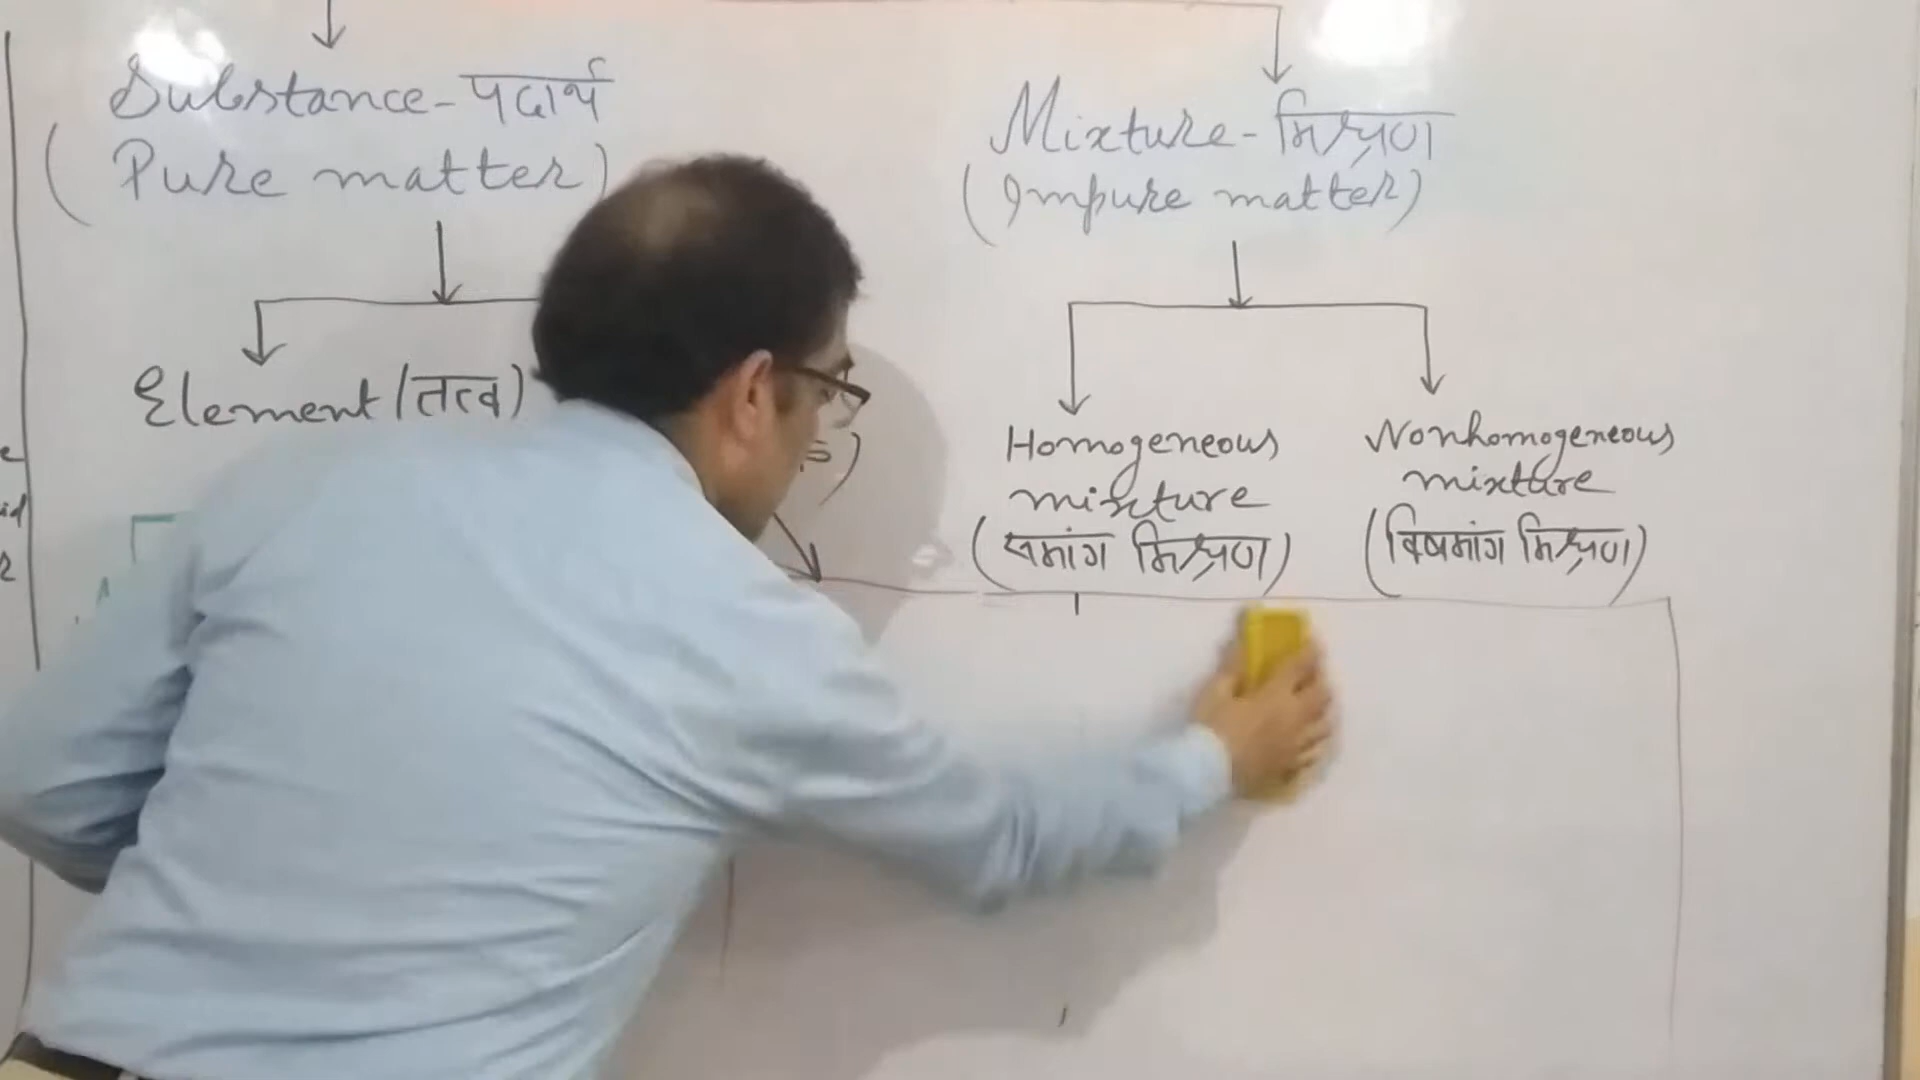 Substance - पदार्थ
(Pure matter)
Mixture - मिश्रण
(Impure matter)
Element (तत्व)
Homogeneous
mixture
(समांग मिश्रण)
Nonhomogeneous
mixture
(विषमांग मिश्रण)